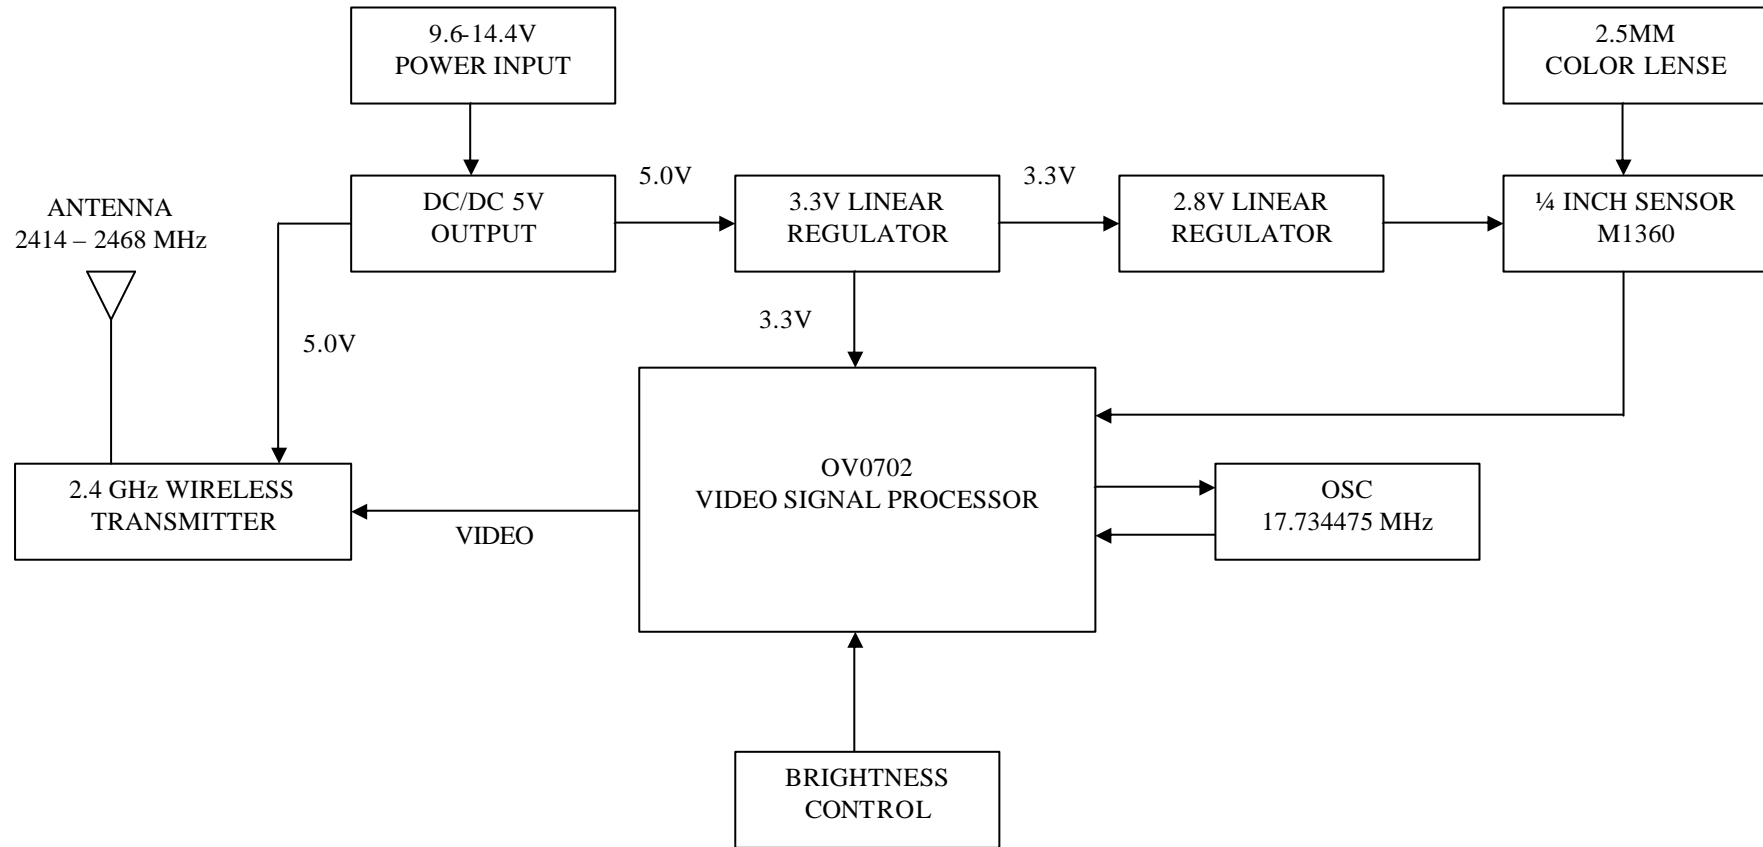 9.6-14.4V
POWER INPUT
2.5MM
COLOR LENSE
ANTENNA
2414 – 2468 MHz
DC/DC 5V
OUTPUT
5.0V
3.3V LINEAR
REGULATOR
3.3V
2.8V LINEAR
REGULATOR
¼ INCH SENSOR
M1360
5.0V
3.3V
2.4 GHz WIRELESS
TRANSMITTER
VIDEO
OV0702
VIDEO SIGNAL PROCESSOR
OSC
17.734475 MHz
BRIGHTNESS
CONTROL